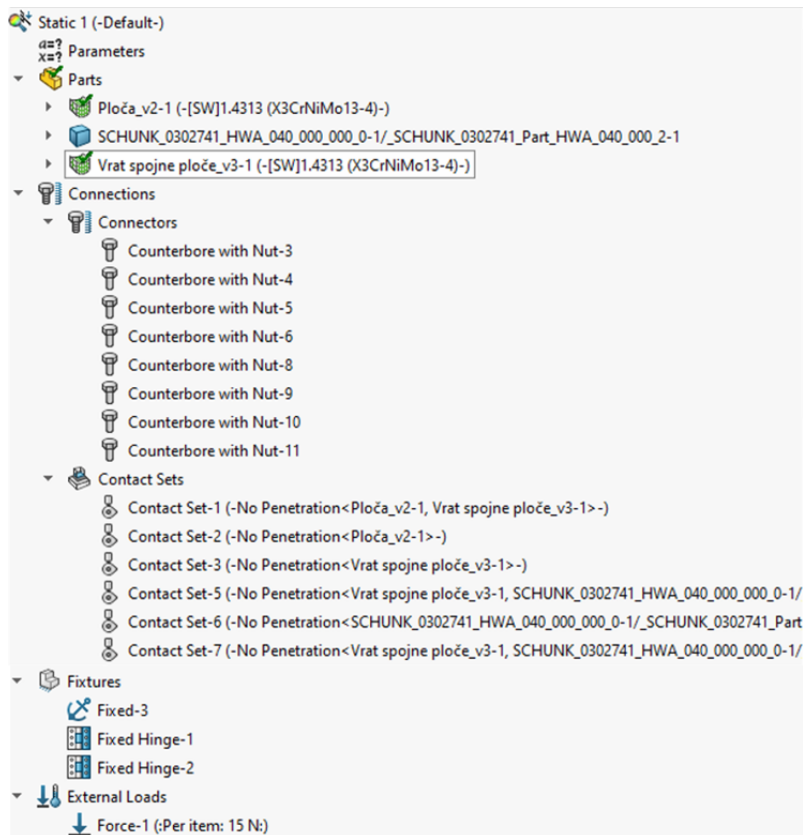 Static 1 (-Default-)
a=?
x=?
Parameters
Parts
Ploča_v2-1 (-[SW]1.4313 (X3CrNiMo13-4)-)
SCHUNK_0302741_HWA_040_000_000_0-1/_SCHUNK_0302741_Part_HWA_040_000_2-1
Vrat spojne ploče_v3-1 (-[SW]1.4313 (X3CrNiMo13-4)-)
Connections
Connectors
Counterbore with Nut-3
Counterbore with Nut-4
Counterbore with Nut-5
Counterbore with Nut-6
Counterbore with Nut-8
Counterbore with Nut-9
Counterbore with Nut-10
Counterbore with Nut-11
Contact Sets
Contact Set-1 (-No Penetration<Ploča_v2-1, Vrat spojne ploče_v3-1>-)
Contact Set-2 (-No Penetration<Ploča_v2-1>-)
Contact Set-3 (-No Penetration<Vrat spojne ploče_v3-1>-)
Contact Set-5 (-No Penetration<Vrat spojne ploče_v3-1, SCHUNK_0302741_HWA_040_000_000_0-1/
Contact Set-6 (-No Penetration<SCHUNK_0302741_HWA_040_000_000_0-1/_SCHUNK_0302741_Part
Contact Set-7 (-No Penetration<Vrat spojne ploče_v3-1, SCHUNK_0302741_HWA_040_000_000_0-1/
Fixtures
Fixed-3
Fixed Hinge-1
Fixed Hinge-2
External Loads
Force-1 (:Per item: 15 N:)